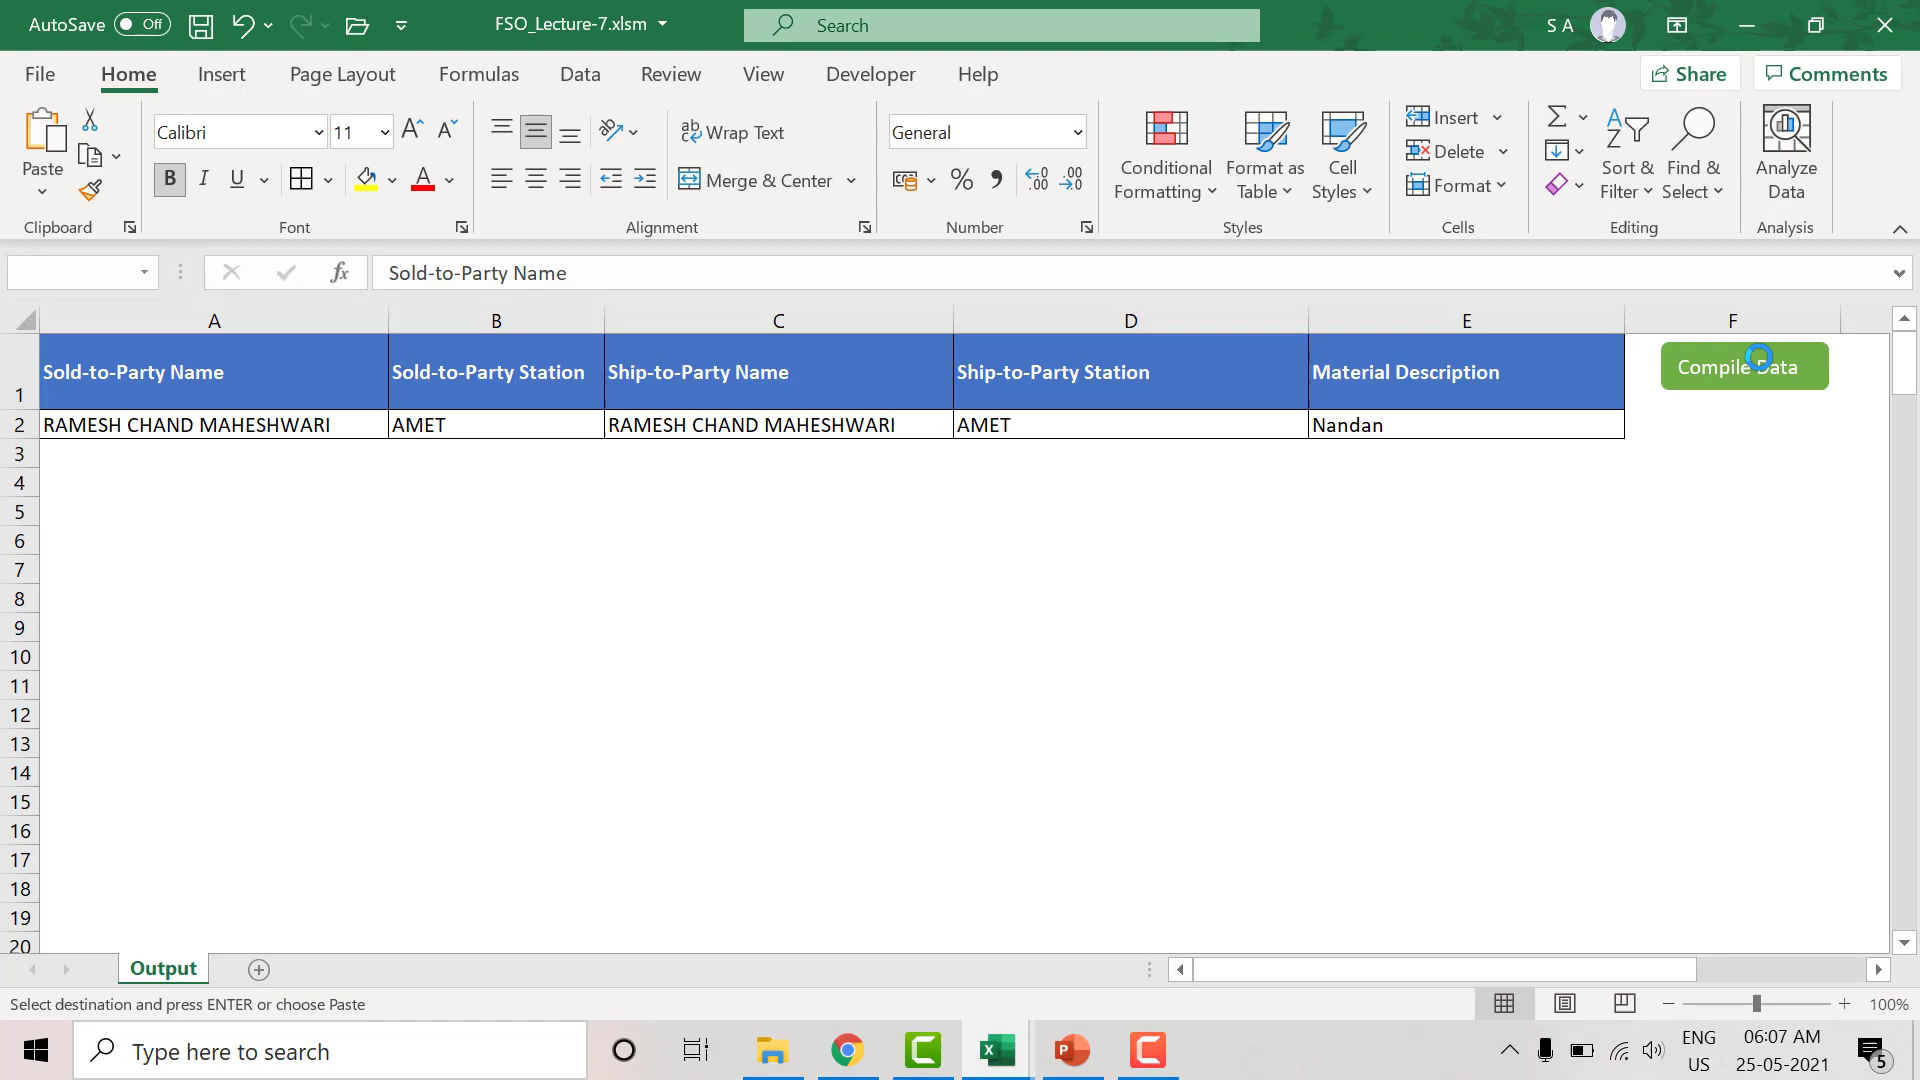 AutoSave Off FSO_Lecture-7.xlsm Search S A
File Home Insert Page Layout Formulas Data Review View Developer Help Share Comments
Calibri 11 Wrap Text General Insert
Paste Merge & Center Conditional Formatting Format as Table Cell Styles Delete Format Sort & Filter Find & Select Analyze Data
Clipboard Font Alignment Number Styles Cells Editing Analysis
fx Sold-to-Party Name
A B C D E F
1 Sold-to-Party Name Sold-to-Party Station Ship-to-Party Name Ship-to-Party Station Material Description Compile Data
2 RAMESH CHAND MAHESHWARI AMET RAMESH CHAND MAHESHWARI AMET Nandan
3
4
5
6
7
8
9
10
11
12
13
14
15
16
17
18
19
20
Output
Select destination and press ENTER or choose Paste 100%
Type here to search ENG 06:07 AM
US 25-05-2021 5